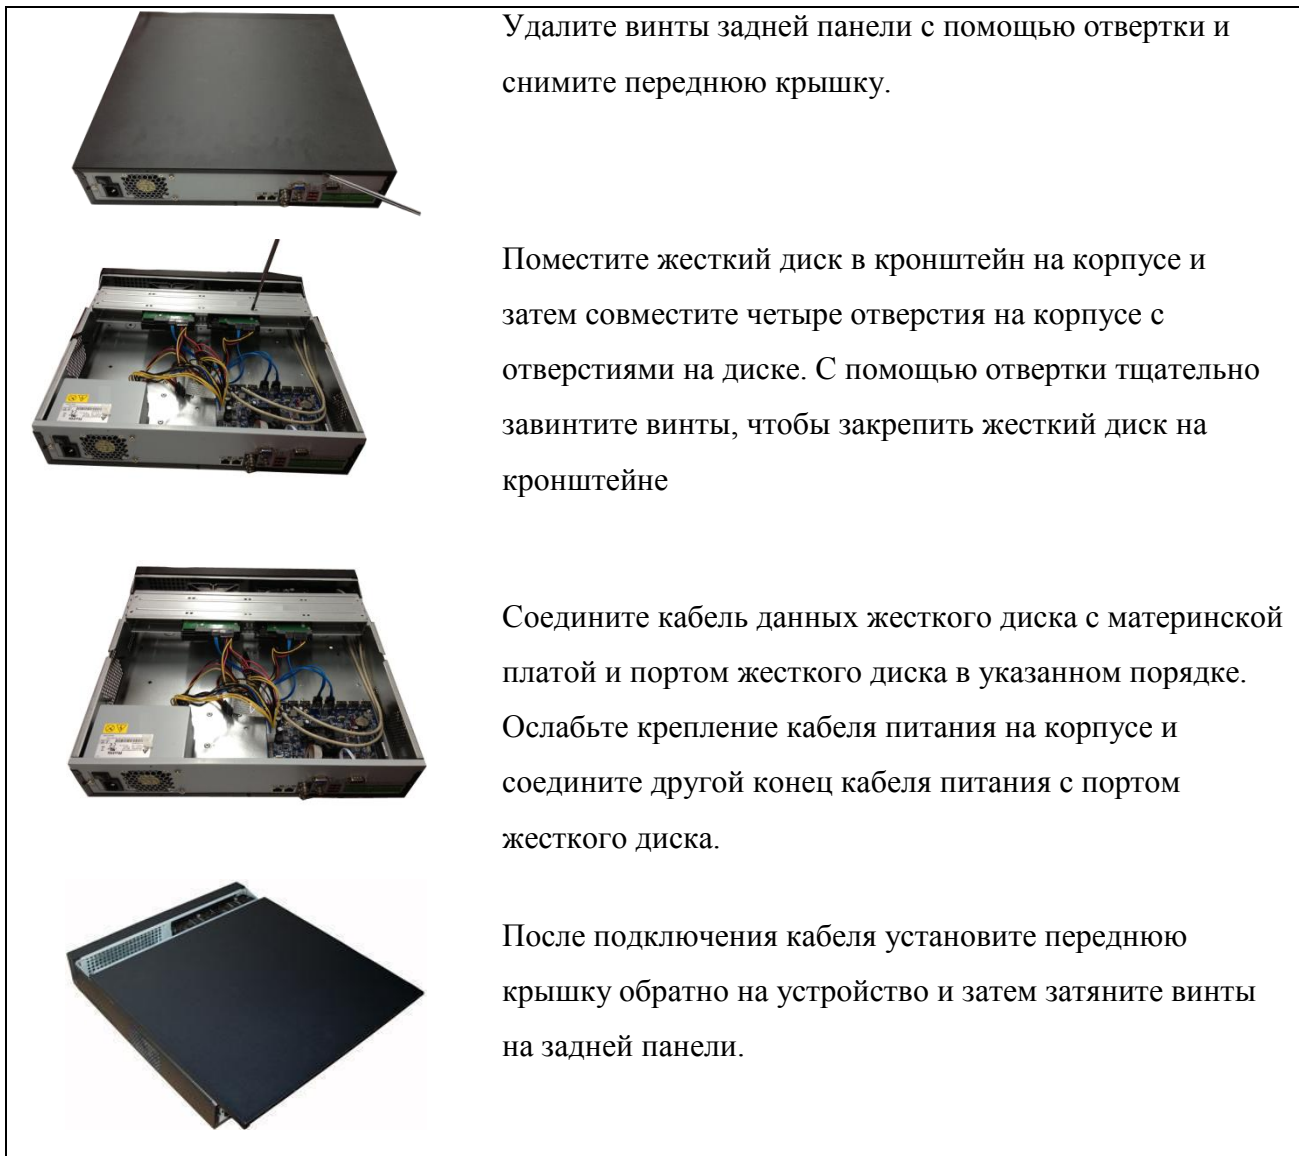 Удалите винты задней панели с помощью отвертки и
снимите переднюю крышку.
Поместите жесткий диск в кронштейн на корпусе и
затем совместите четыре отверстия на корпусе с
отверстиями на диске. С помощью отвертки тщательно
завинтите винты, чтобы закрепить жесткий диск на
кронштейне
Соедините кабель данных жесткого диска с материнской
платой и портом жесткого диска в указанном порядке.
Ослабьте крепление кабеля питания на корпусе и
соедините другой конец кабеля питания с портом
жесткого диска.
После подключения кабеля установите переднюю
крышку обратно на устройство и затем затяните винты
на задней панели.